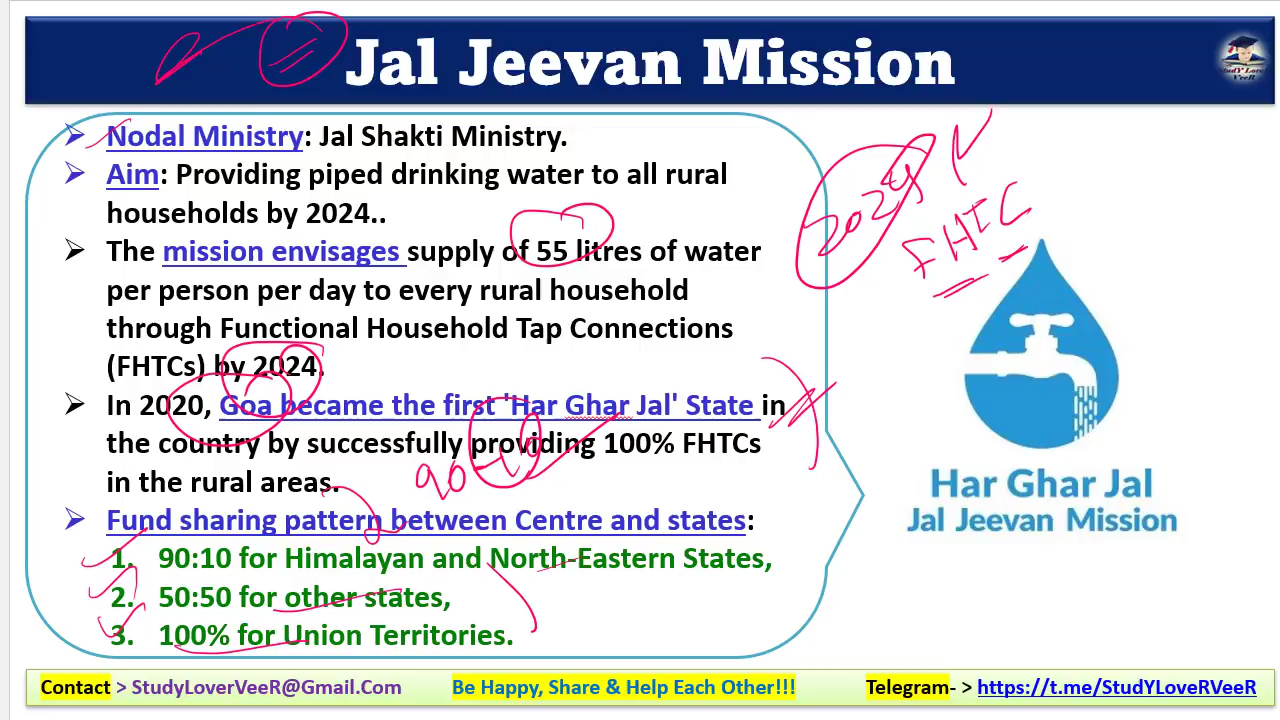 Jal Jeevan Mission
StudY Love
VeeR
➢ Nodal Ministry: Jal Shakti Ministry.
➢ Aim: Providing piped drinking water to all rural
households by 2024..
➢ The mission envisages supply of 55 litres of water
per person per day to every rural household
through Functional Household Tap Connections
(FHTCs) by 2024.
➢ In 2020, Goa became the first 'Har Ghar Jal' State in
the country by successfully providing 100% FHTCs
in the rural areas.
➢ Fund sharing pattern between Centre and states:
1. 90:10 for Himalayan and North-Eastern States,
2. 50:50 for other states,
3. 100% for Union Territories.
2024
FHTC
90-10
Har Ghar Jal
Jal Jeevan Mission
Contact > StudyLoverVeeR@Gmail.Com Be Happy, Share & Help Each Other!!! Telegram- > https://t.me/StudYLoveRVeeR